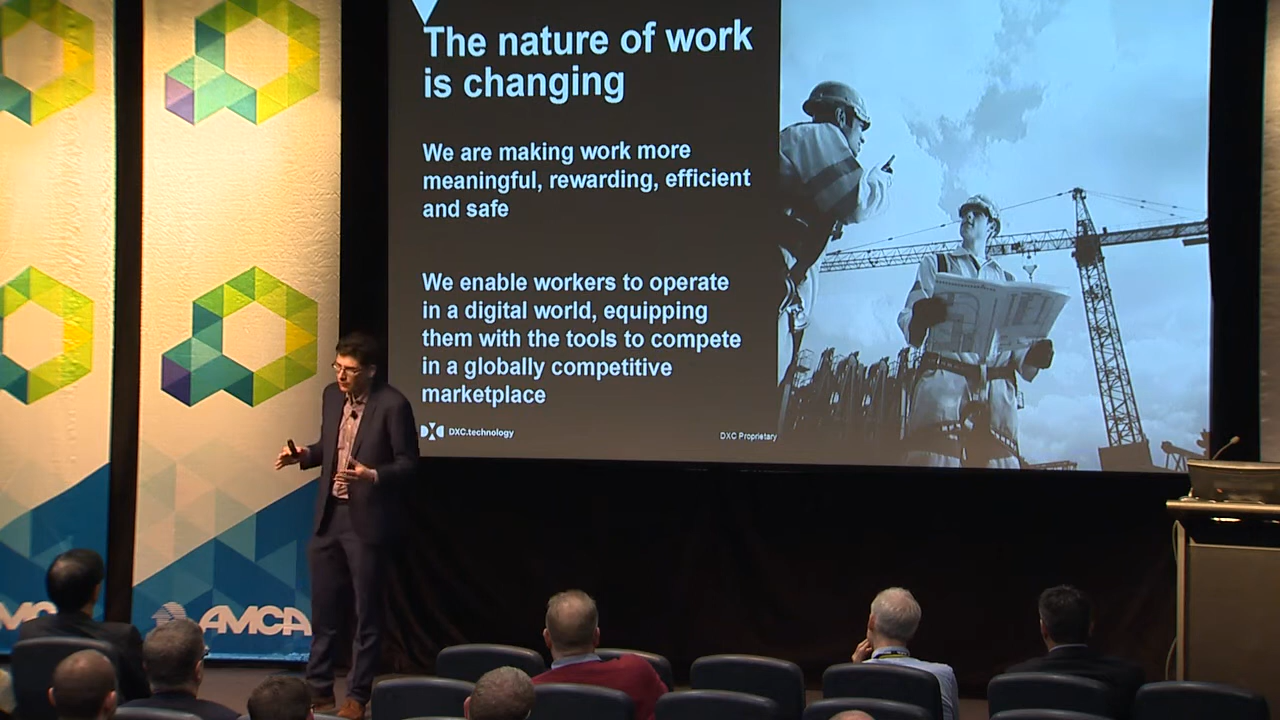 The nature of work
is changing
We are making work more
meaningful, rewarding, efficient
and safe
We enable workers to operate
in a digital world, equipping
them with the tools to compete
in a globally competitive
marketplace
DXC.technology
DXC Proprietary
AMCA